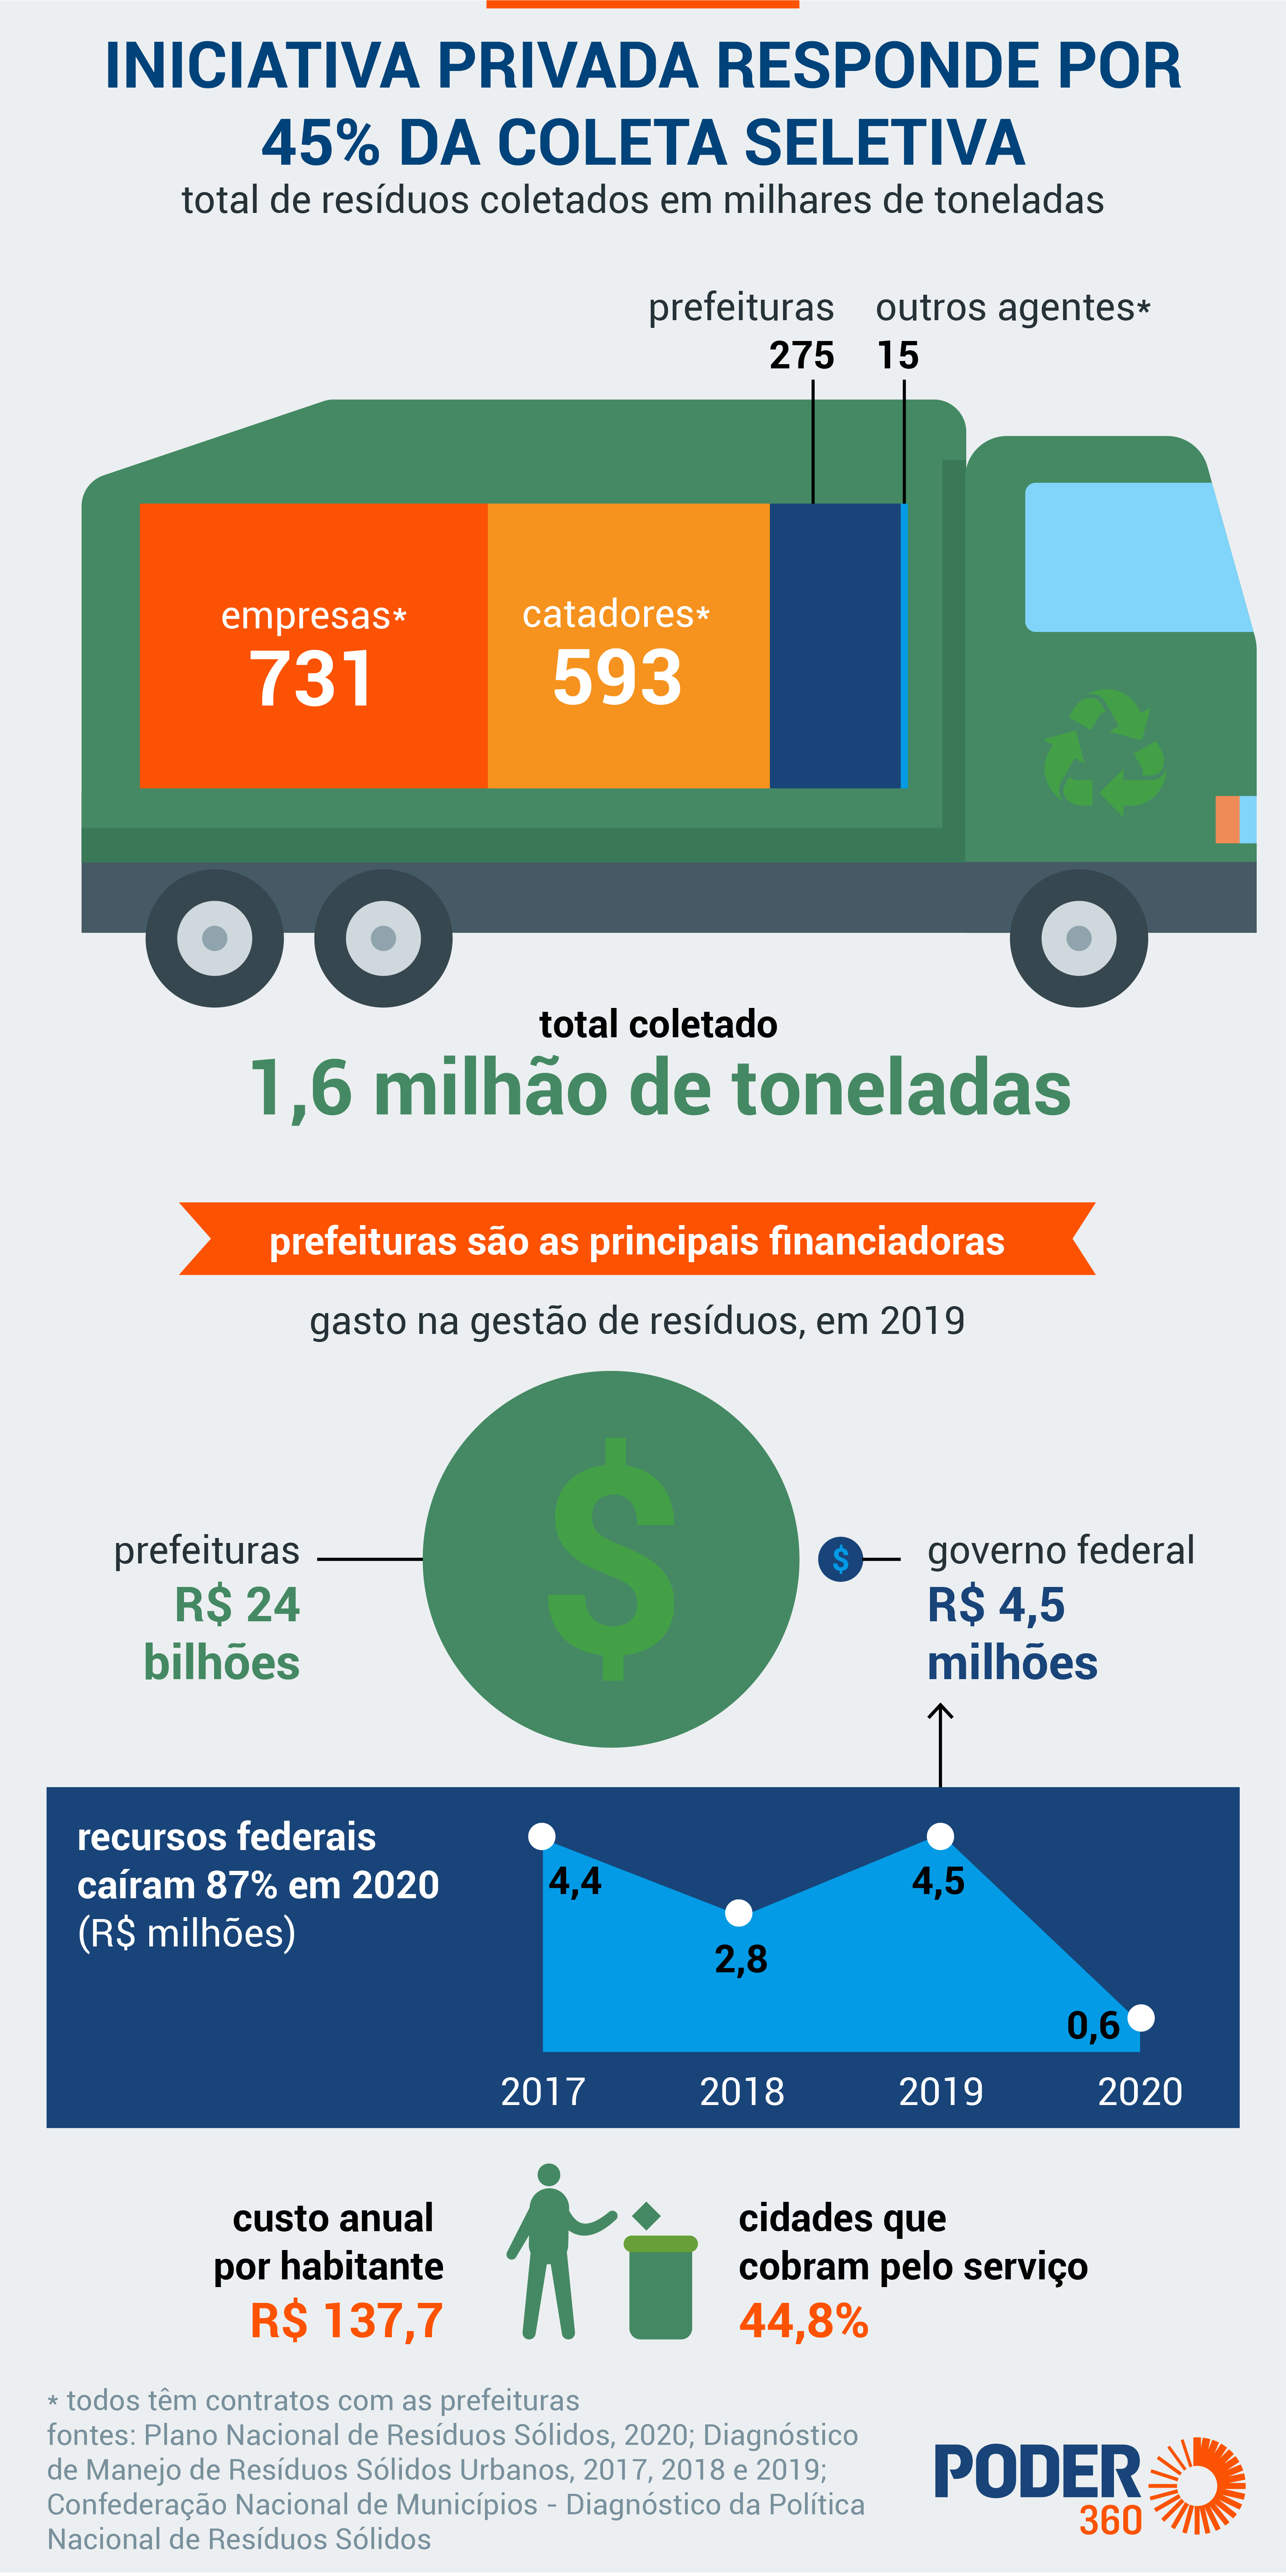 INICIATIVA PRIVADA RESPONDE POR
45% DA COLETA SELETIVA
total de resíduos coletados em milhares de toneladas
prefeituras
275
outros agentes*
15
empresas*
731
catadores*
593
total coletado
1,6 milhão de toneladas
prefeituras são as principais financiadoras
gasto na gestão de resíduos, em 2019
$
prefeituras
R$ 24
bilhões
$
governo federal
R$ 4,5
milhões
recursos federais
caíram 87% em 2020
(R$ milhões)
4,4
2,8
4,5
0,6
2017
2018
2019
2020
custo anual
por habitante
R$ 137,7
cidades que
cobram pelo serviço
44,8%
* todos têm contratos com as prefeituras
fontes: Plano Nacional de Resíduos Sólidos, 2020; Diagnóstico
de Manejo de Resíduos Sólidos Urbanos, 2017, 2018 e 2019;
Confederação Nacional de Municípios - Diagnóstico da Política
Nacional de Resíduos Sólidos
PODER
360